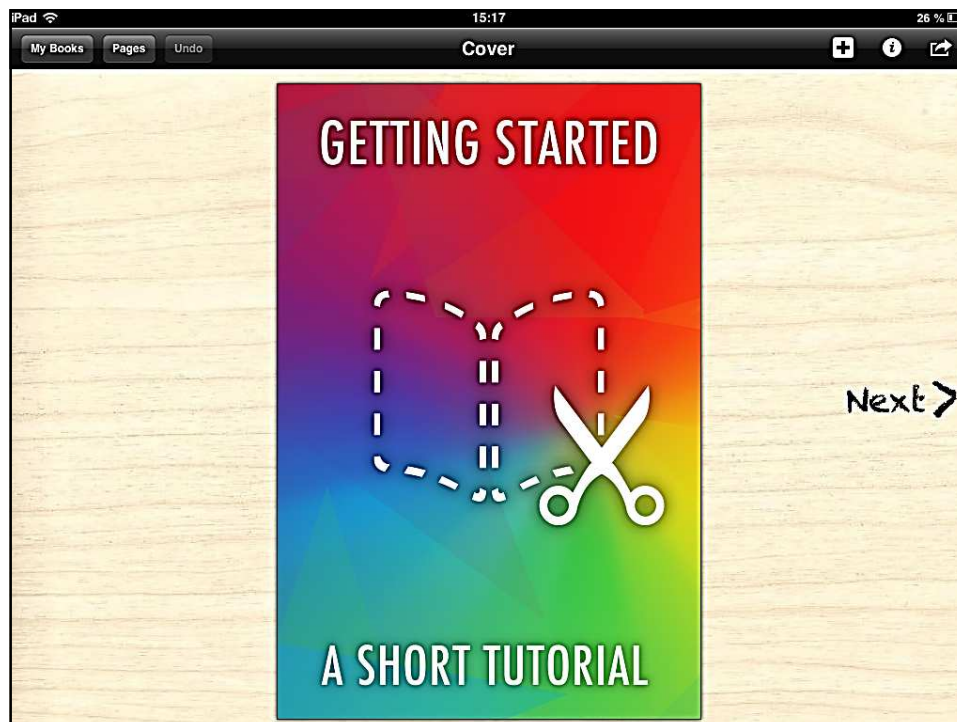 iPad 15:17 26 %
My Books Pages Undo Cover
GETTING STARTED
Next >
A SHORT TUTORIAL